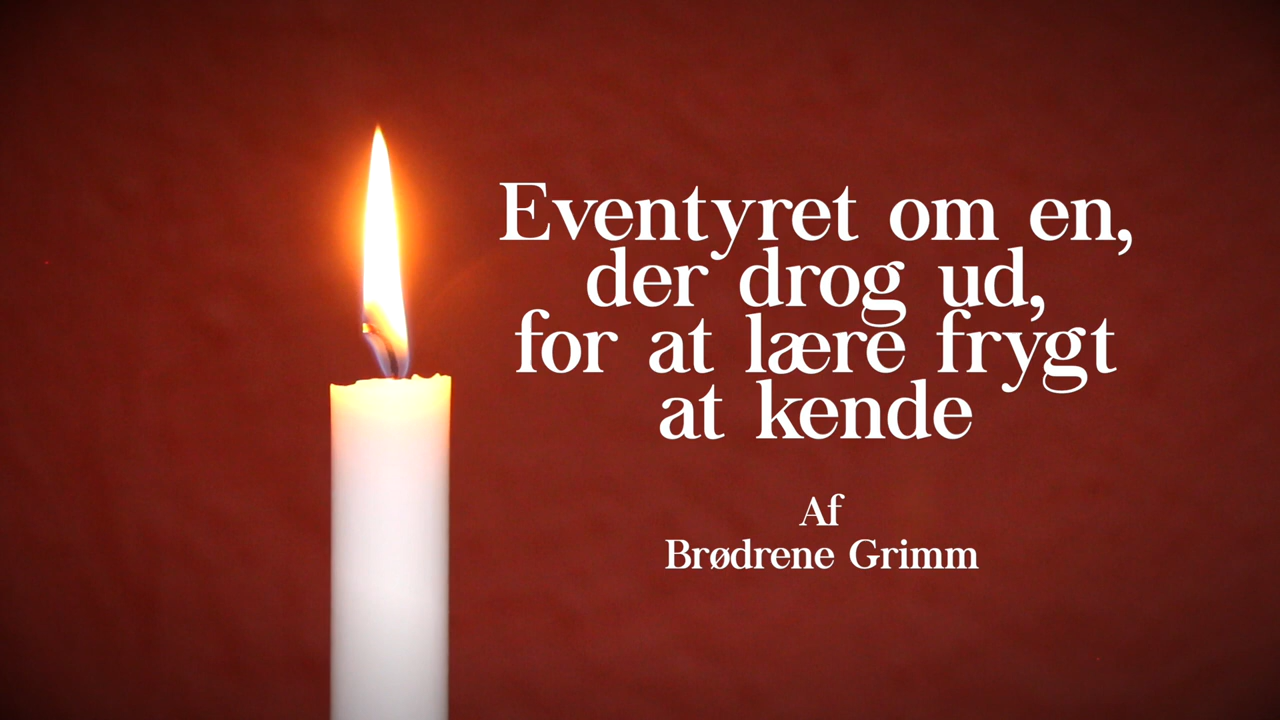 Eventyret om en,
der drog ud,
for at lære frygt
at kende
Af
Brødrene Grimm